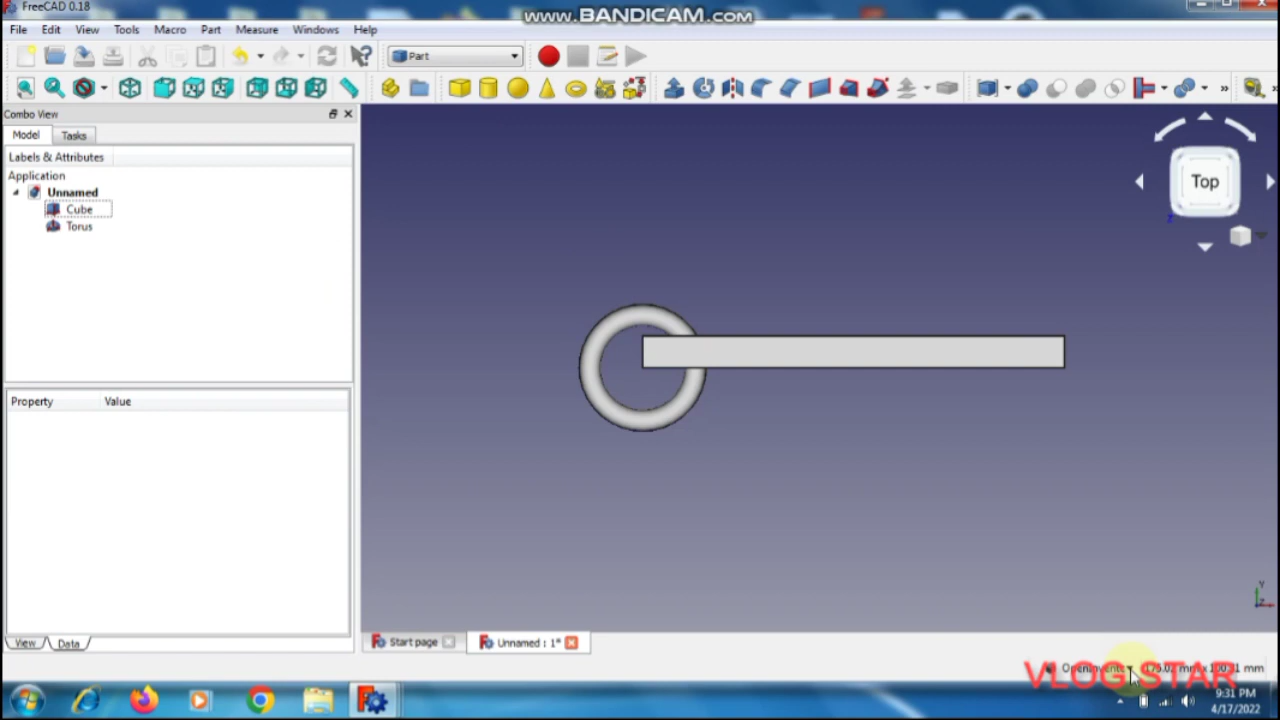 FreeCAD 0.18
www.BANDICAM.com
File Edit View Tools Macro Part Measure Windows Help
Part
Combo View
Model Tasks
Labels & Attributes
Application
Unnamed
Cube
Torus
Top
Property Value
View Data
Start page Unnamed : 1*
VLOG STAR
9:31 PM
4/17/2022
Y
Z